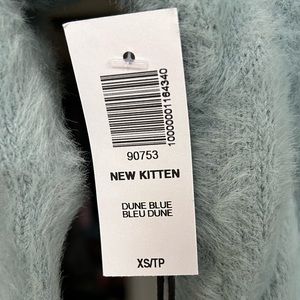 10000001164340
90753
NEW KITTEN
DUNE BLUE
BLEU DUNE
XS/TP